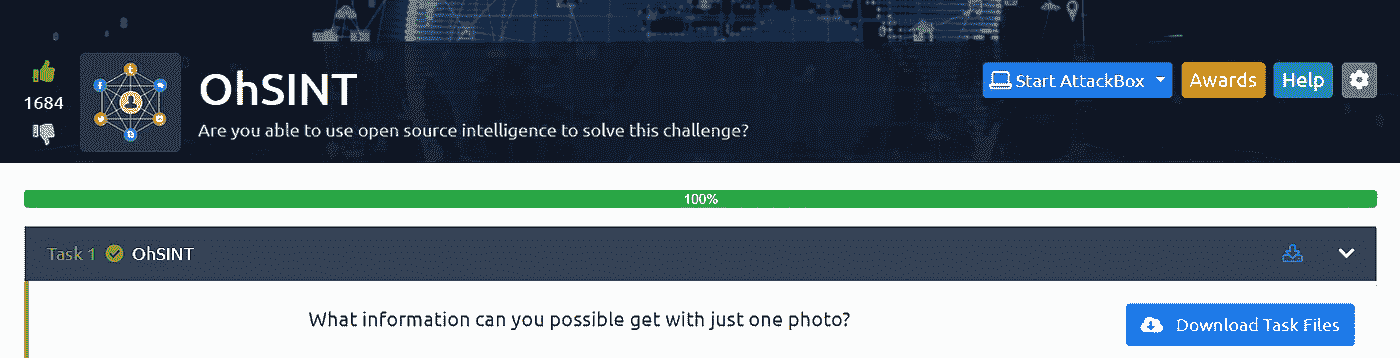 OhSINT
1684
Are you able to use open source intelligence to solve this challenge?
Start AttackBox
Awards
Help
100%
Task 1 OhSINT
What information can you possible get with just one photo?
Download Task Files